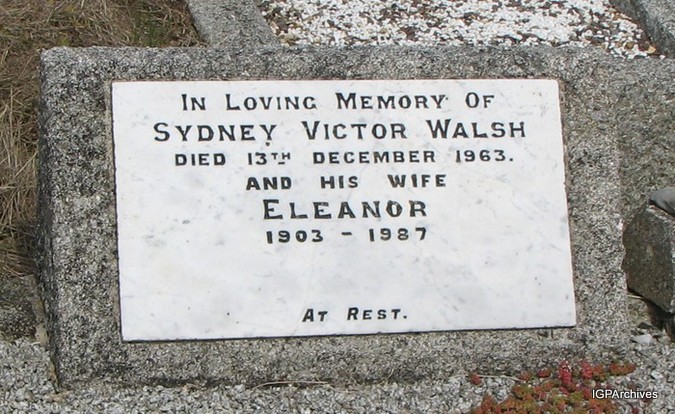 In Loving Memory Of
Sydney Victor Walsh
Died 13th December 1963.
And His Wife
Eleanor
1903 - 1987
At Rest.
IGPArchives